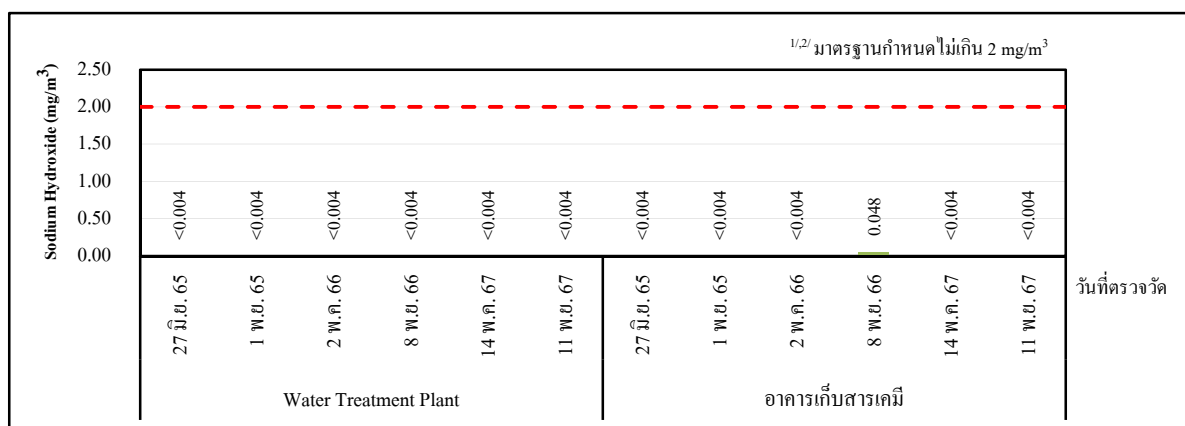 1/,2/ มาตรฐานกำหนดไม่เกิน 2 mg/m3
Sodium Hydroxide (mg/m3)
2.50
2.00
1.50
1.00
0.50
0.00
<0.004 <0.004 <0.004 <0.004 <0.004 <0.004 <0.004 <0.004 <0.004 0.048 <0.004 <0.004
27 มิ.ย. 65 1 พ.ย. 65 2 พ.ค. 66 8 พ.ย. 66 14 พ.ค. 67 11 พ.ย. 67 27 มิ.ย. 65 1 พ.ย. 65 2 พ.ค. 66 8 พ.ย. 66 14 พ.ค. 67 11 พ.ย. 67
วันที่ตรวจวัด
Water Treatment Plant อาคารเก็บสารเคมี